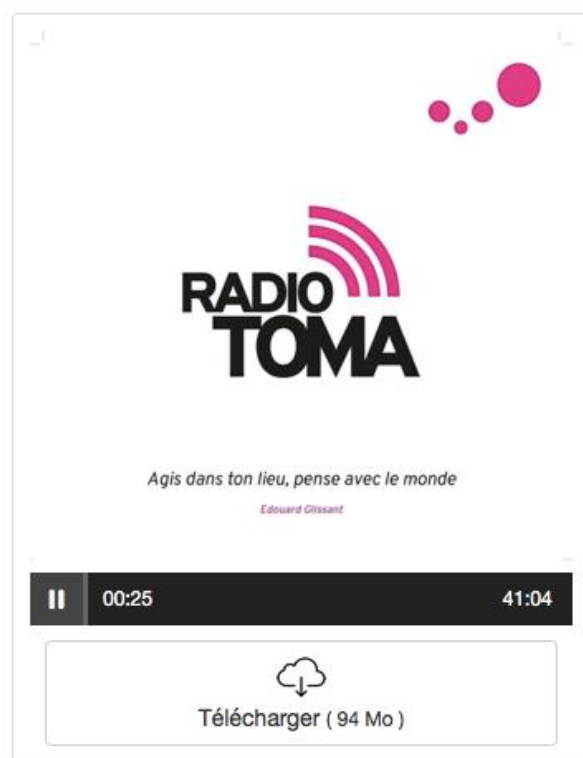 RADIO
TOMA
Agis dans ton lieu, pense avec le monde
Edouard Glissant
00:25 41:04
Télécharger ( 94 Mo )